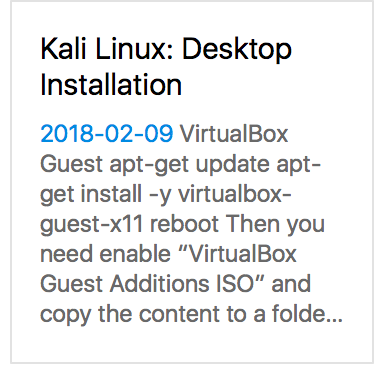 Kali Linux: Desktop
Installation
2018-02-09 VirtualBox
Guest apt-get update apt-
get install -y virtualbox-
guest-x11 reboot Then you
need enable “VirtualBox
Guest Additions ISO” and
copy the content to a folde...